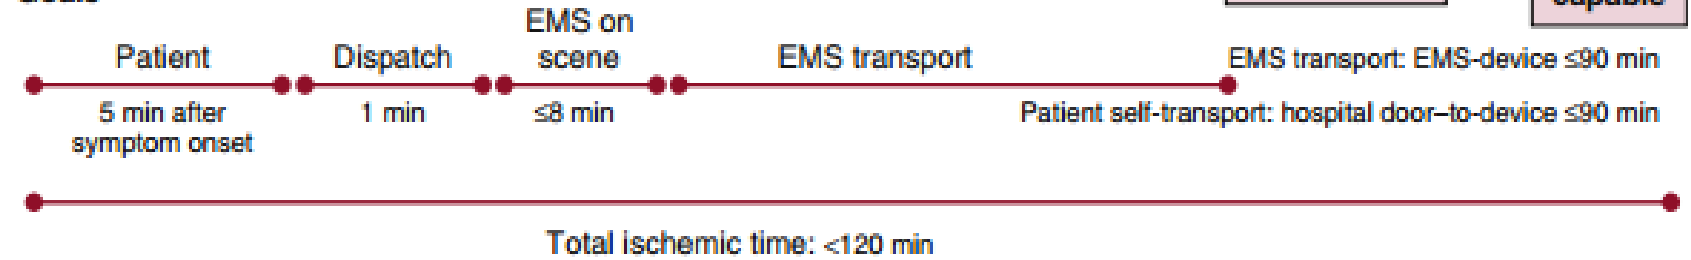 capable
EMS on
Patient Dispatch scene EMS transport EMS transport: EMS-device ≤90 min
5 min after 1 min ≤8 min Patient self-transport: hospital door–to-device ≤90 min
symptom onset
Total ischemic time: <120 min